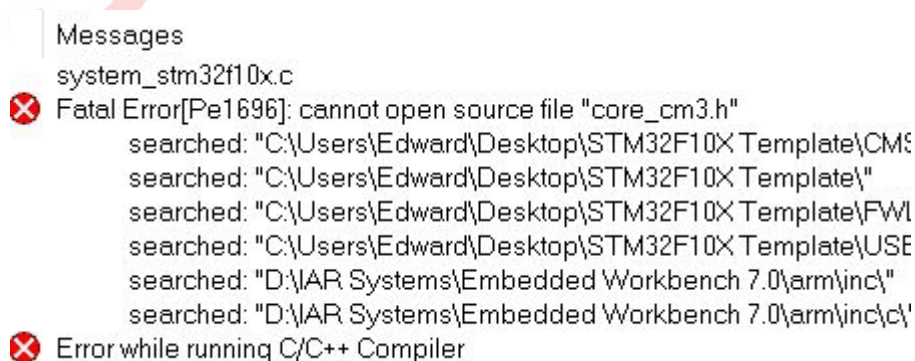 Messages
system_stm32f10x.c
Fatal Error[Pe1696]: cannot open source file "core_cm3.h"
searched: "C:\Users\Edward\Desktop\STM32F10X Template\CMS
searched: "C:\Users\Edward\Desktop\STM32F10X Template\"
searched: "C:\Users\Edward\Desktop\STM32F10X Template\FWL
searched: "C:\Users\Edward\Desktop\STM32F10X Template\USE
searched: "D:\IAR Systems\Embedded Workbench 7.0\arm\inc\"
searched: "D:\IAR Systems\Embedded Workbench 7.0\arm\inc\c\"
Error while running C/C++ Compiler